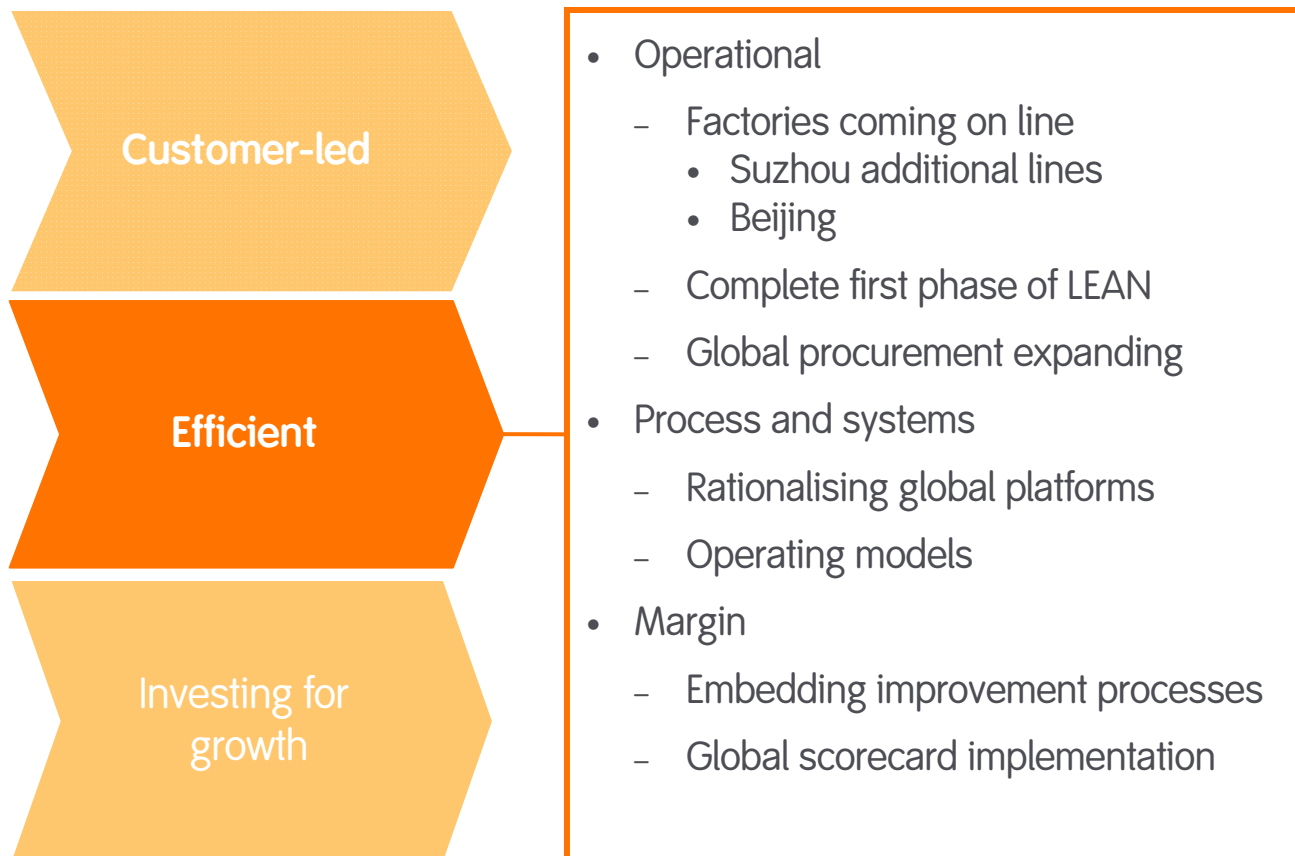 Customer-led
Efficient
Investing for
growth
• Operational
– Factories coming on line
• Suzhou additional lines
• Beijing
– Complete first phase of LEAN
– Global procurement expanding
• Process and systems
– Rationalising global platforms
– Operating models
• Margin
– Embedding improvement processes
– Global scorecard implementation